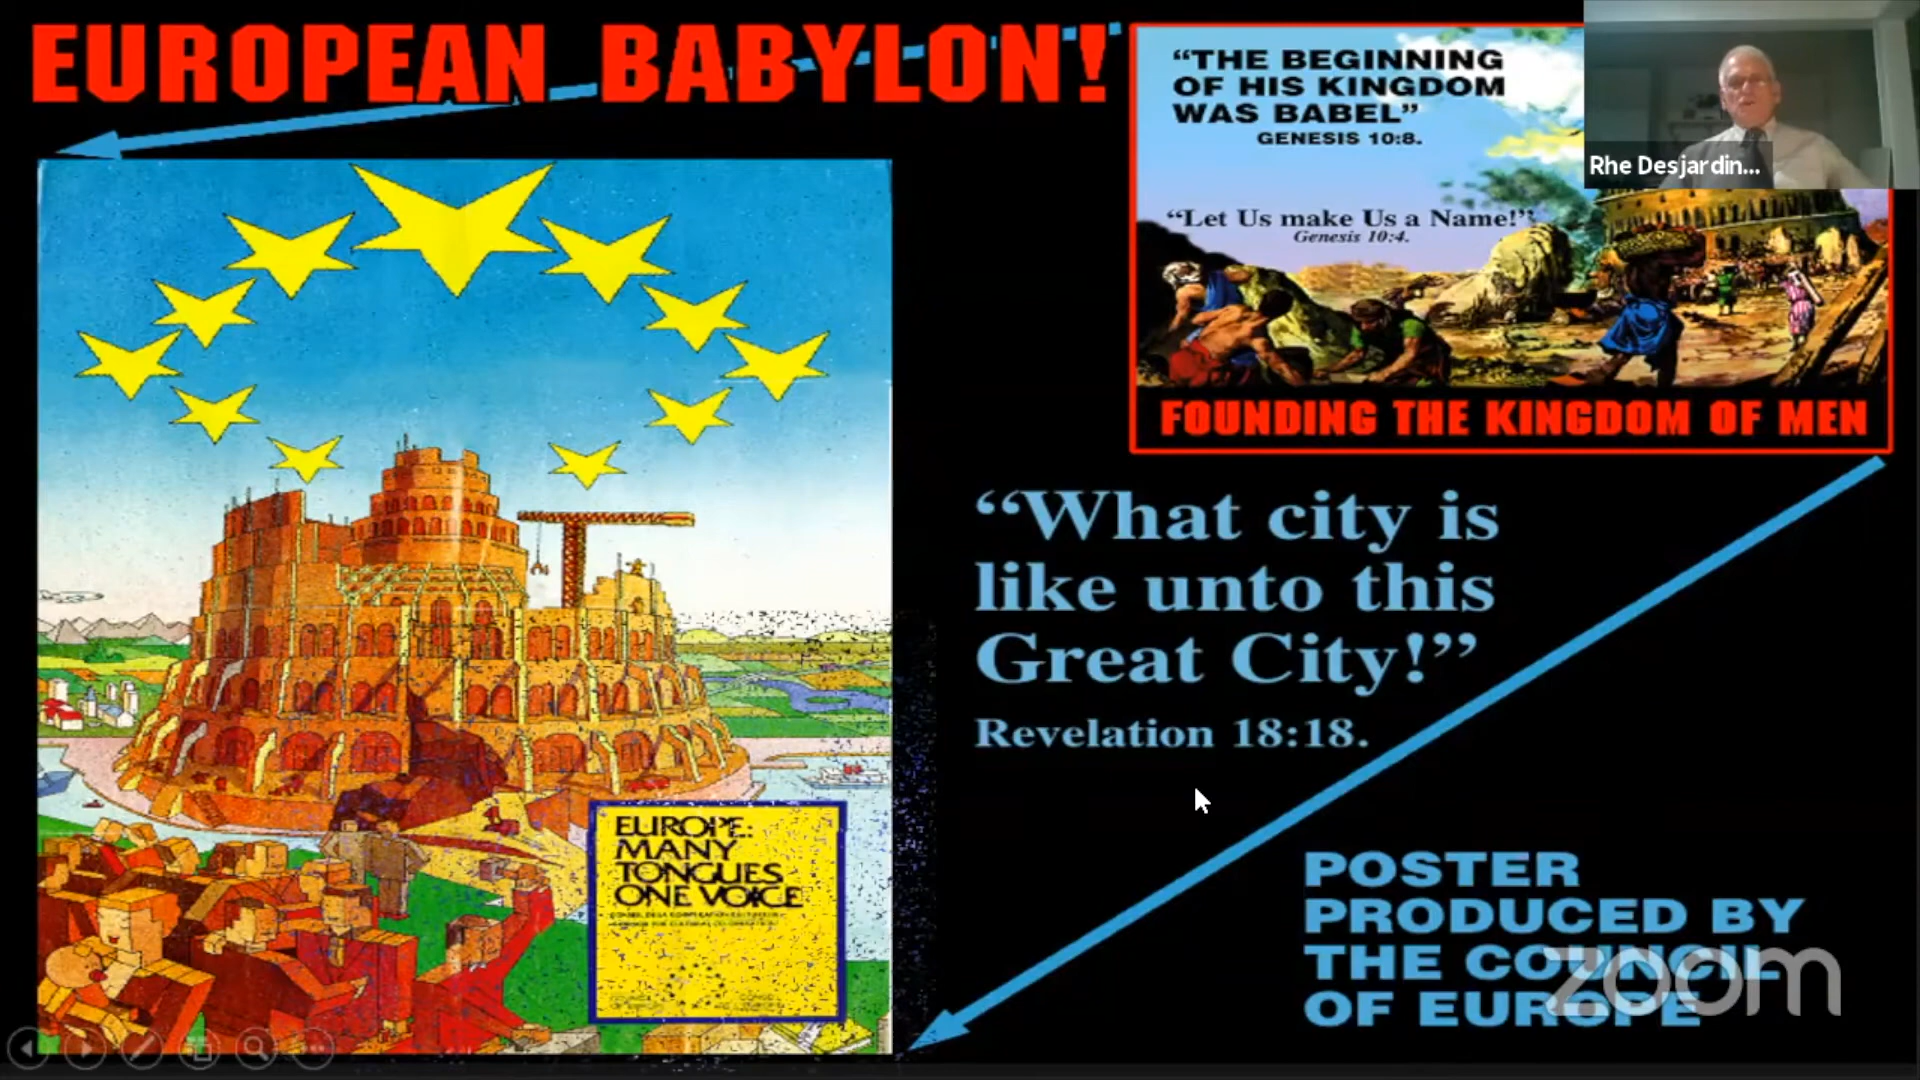 EUROPEAN BABYLON!
“THE BEGINNING
OF HIS KINGDOM
WAS BABEL”
GENESIS 10:8.
“Let Us make Us a Name!”
Genesis 10:4.
FOUNDING THE KINGDOM OF MEN
Rhe Desjardin...
“What city is
like unto this
Great City!”
Revelation 18:18.
EUROPE:
MANY
TONGUES
ONE VOICE
POSTER
PRODUCED BY
THE COUNCIL
OF EUROPE
zoom